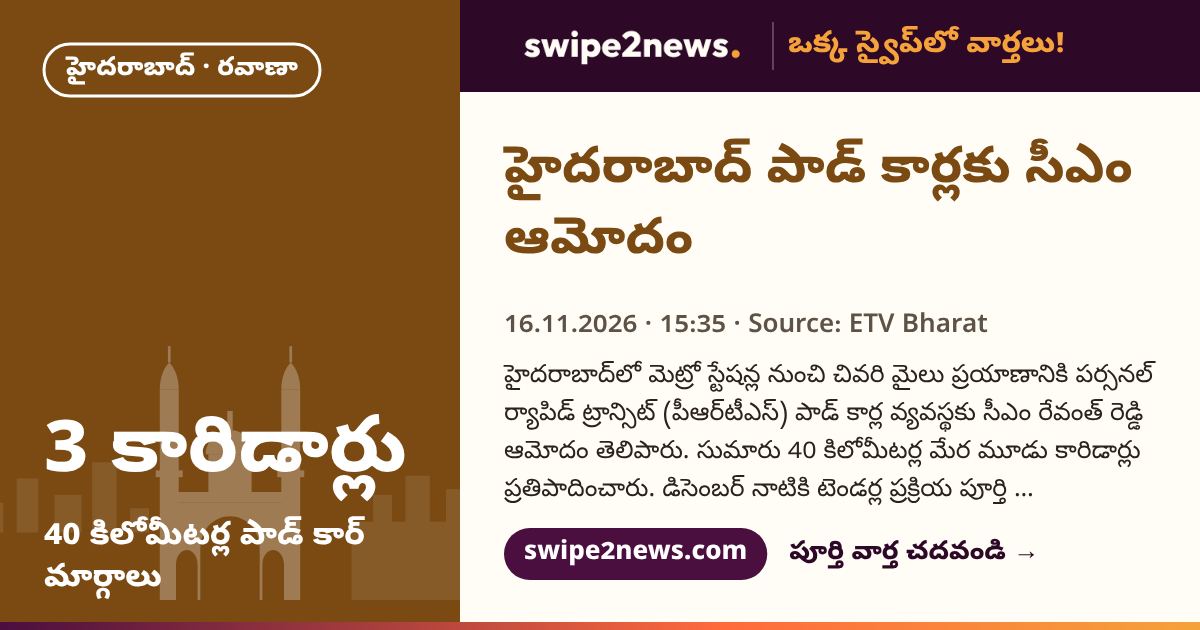 హైదరాబాద్ · రవాణా
3 కారిడార్లు
40 కిలోమీటర్ల పాడ్ కార్
మార్గాలు
swipe2news. ఒక్క స్వైప్‌లో వార్తలు!
హైదరాబాద్ పాడ్ కార్లకు సీఎం
ఆమోదం
16.11.2026 · 15:35 · Source: ETV Bharat
హైదరాబాద్‌లో మెట్రో స్టేషన్ల నుంచి చివరి మైలు ప్రయాణానికి పర్సనల్
ర్యాపిడ్ ట్రాన్సిట్ (పీఆర్‌టీఎస్) పాడ్ కార్ల వ్యవస్థకు సీఎం రేవంత్ రెడ్డి
ఆమోదం తెలిపారు. సుమారు 40 కిలోమీటర్ల మేర మూడు కారిడార్లు
ప్రతిపాదించారు. డిసెంబర్ నాటికి టెండర్ల ప్రక్రియ పూర్తి ...
swipe2news.com పూర్తి వార్త చదవండి →